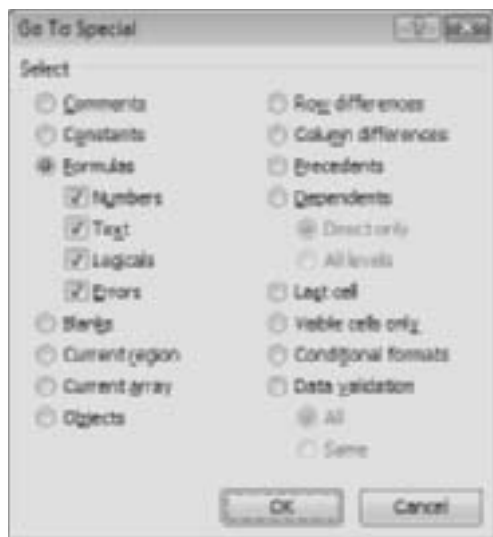 Go To Special
Select
Comments
Constants
Formulas
Numbers
Text
Logicals
Errors
Blanks
Current region
Current array
Objects
Row differences
Column differences
Precedents
Dependents
Direct only
All levels
Last cell
Visible cells only
Conditional formats
Data validation
All
Same
OK
Cancel